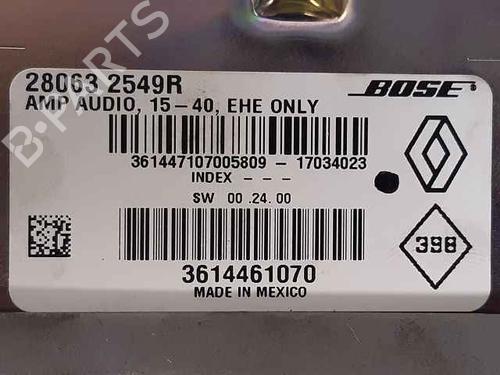 B-PARTS
28063 2549R
BOSE
AMP AUDIO, 15-40, EHE ONLY
361447107005809 - 17034023
INDEX - - -
SW 00 .24. 00
398
3614461070
MADE IN MEXICO